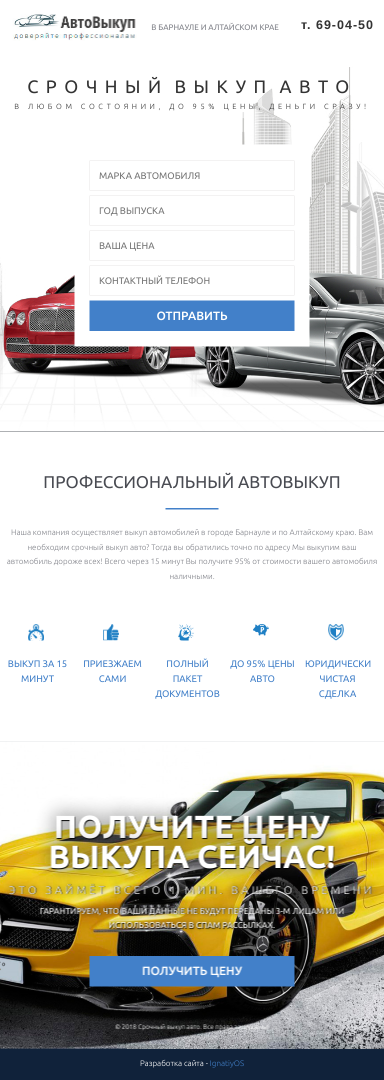 АвтоВыкуп
доверяйте профессионалам
В БАРНАУЛЕ И АЛТАЙСКОМ КРАЕ
т. 69-04-50
СРОЧНЫЙ ВЫКУП АВТО
В ЛЮБОМ СОСТОЯНИИ, ДО 95% ЦЕНЫ, ДЕНЬГИ СРАЗУ!
МАРКА АВТОМОБИЛЯ
ГОД ВЫПУСКА
ВАША ЦЕНА
КОНТАКТНЫЙ ТЕЛЕФОН
ОТПРАВИТЬ
ПРОФЕССИОНАЛЬНЫЙ АВТОВЫКУП
Наша компания осуществляет выкуп автомобилей в городе Барнауле и по Алтайскому краю. Вам
необходим срочный выкуп авто? Тогда вы обратились точно по адресу Мы выкупим ваш
автомобиль дороже всех! Всего через 15 минут Вы получите 95% от стоимости вашего автомобиля
наличными.
ВЫКУП ЗА 15
МИНУТ
ПРИЕЗЖАЕМ
САМИ
ПОЛНЫЙ
ПАКЕТ
ДОКУМЕНТОВ
ДО 95% ЦЕНЫ
АВТО
ЮРИДИЧЕСКИ
ЧИСТАЯ
СДЕЛКА
ПОЛУЧИТЕ ЦЕНУ
ВЫКУПА СЕЙЧАС!
ЭТО ЗАЙМЁТ ВСЕГО 1 МИН. ВАШЕГО ВРЕМЕНИ
ГАРАНТИРУЕМ, ЧТО ВАШИ ДАННЫЕ НЕ БУДУТ ПЕРЕДАНЫ 3-М ЛИЦАМ ИЛИ
ИСПОЛЬЗОВАТЬСЯ В СПАМ РАССЫЛКАХ.
ПОЛУЧИТЬ ЦЕНУ
© 2018 Срочный выкуп авто. Все права защищены
Разработка сайта - IgnatiyOS